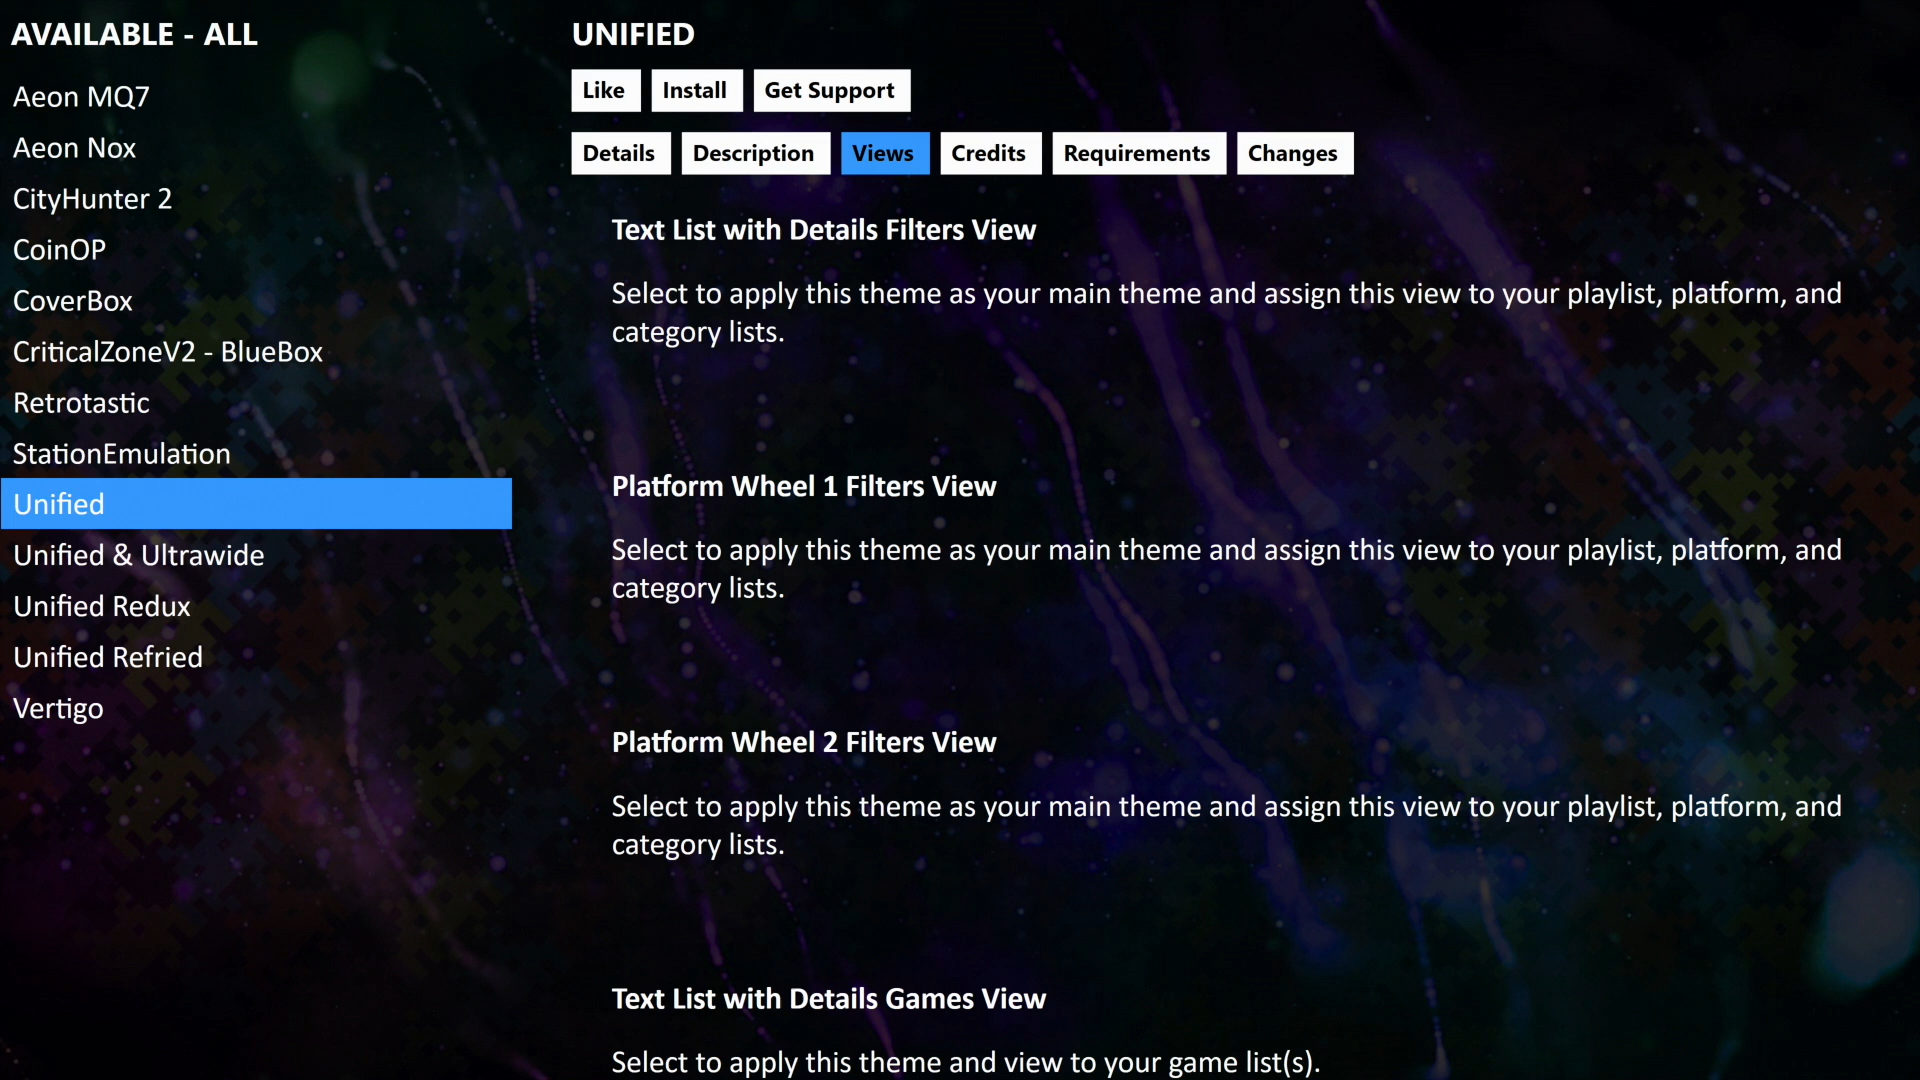 AVAILABLE - ALL
Aeon MQ7
Aeon Nox
CityHunter 2
CoinOP
CoverBox
CriticalZoneV2 - BlueBox
Retrotastic
StationEmulation
Unified
Unified & Ultrawide
Unified Redux
Unified Refried
Vertigo
UNIFIED
Like Install Get Support
Details Description Views Credits Requirements Changes
Text List with Details Filters View
Select to apply this theme as your main theme and assign this view to your playlist, platform, and
category lists.
Platform Wheel 1 Filters View
Select to apply this theme as your main theme and assign this view to your playlist, platform, and
category lists.
Platform Wheel 2 Filters View
Select to apply this theme as your main theme and assign this view to your playlist, platform, and
category lists.
Text List with Details Games View
Select to apply this theme and view to your game list(s).